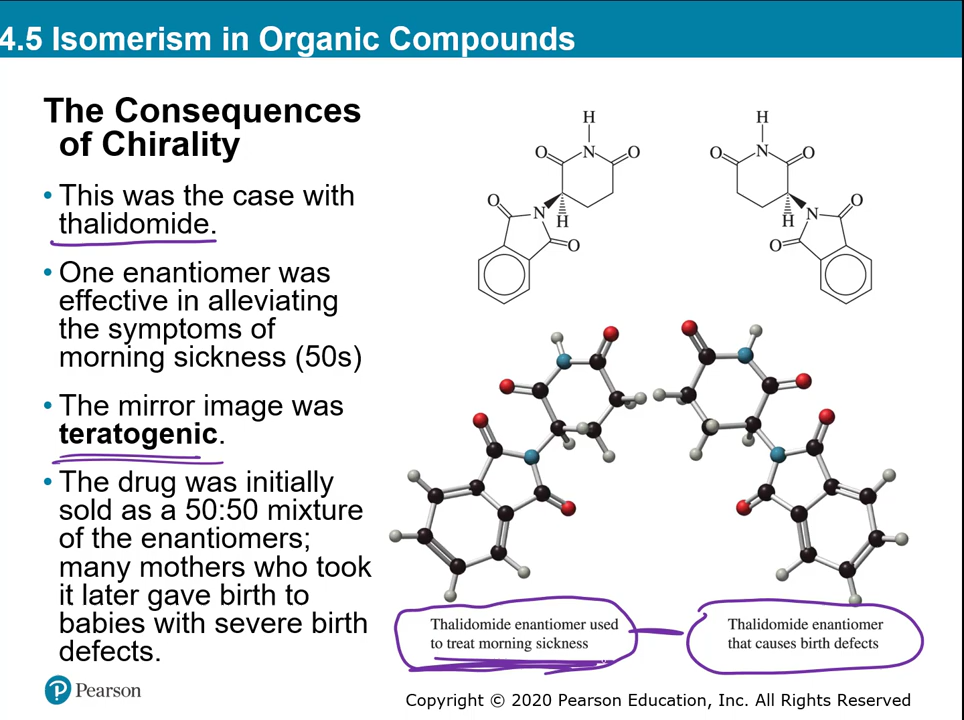 4.5 Isomerism in Organic Compounds
The Consequences
of Chirality
• This was the case with
thalidomide.
• One enantiomer was
effective in alleviating
the symptoms of
morning sickness (50s)
• The mirror image was
teratogenic.
• The drug was initially
sold as a 50:50 mixture
of the enantiomers;
many mothers who took
it later gave birth to
babies with severe birth
defects.
H
O N O
O
N H
O
H
O N O
O
H N
O
Thalidomide enantiomer used
to treat morning sickness
Thalidomide enantiomer
that causes birth defects
P Pearson
Copyright © 2020 Pearson Education, Inc. All Rights Reserved